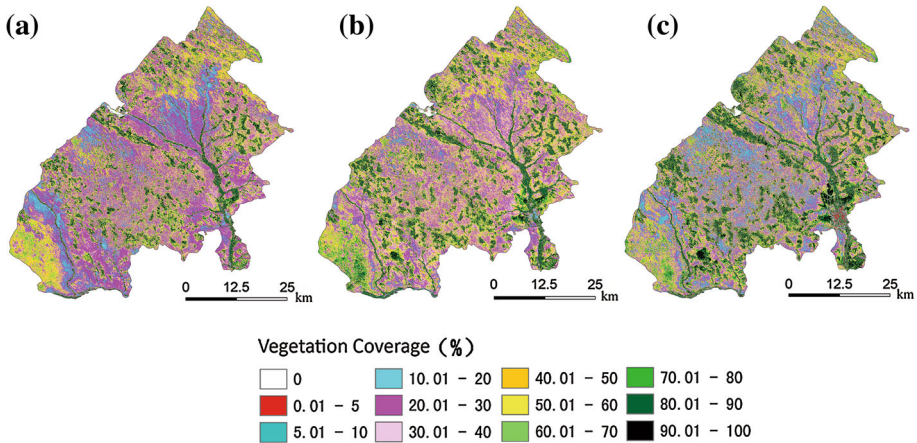 (a) (b) (c)
0 12.5 25 km
0 12.5 25 km
0 12.5 25 km
Vegetation Coverage (%)
0 10.01 - 20 40.01 - 50 70.01 - 80
0.01 - 5 20.01 - 30 50.01 - 60 80.01 - 90
5.01 - 10 30.01 - 40 60.01 - 70 90.01 - 100